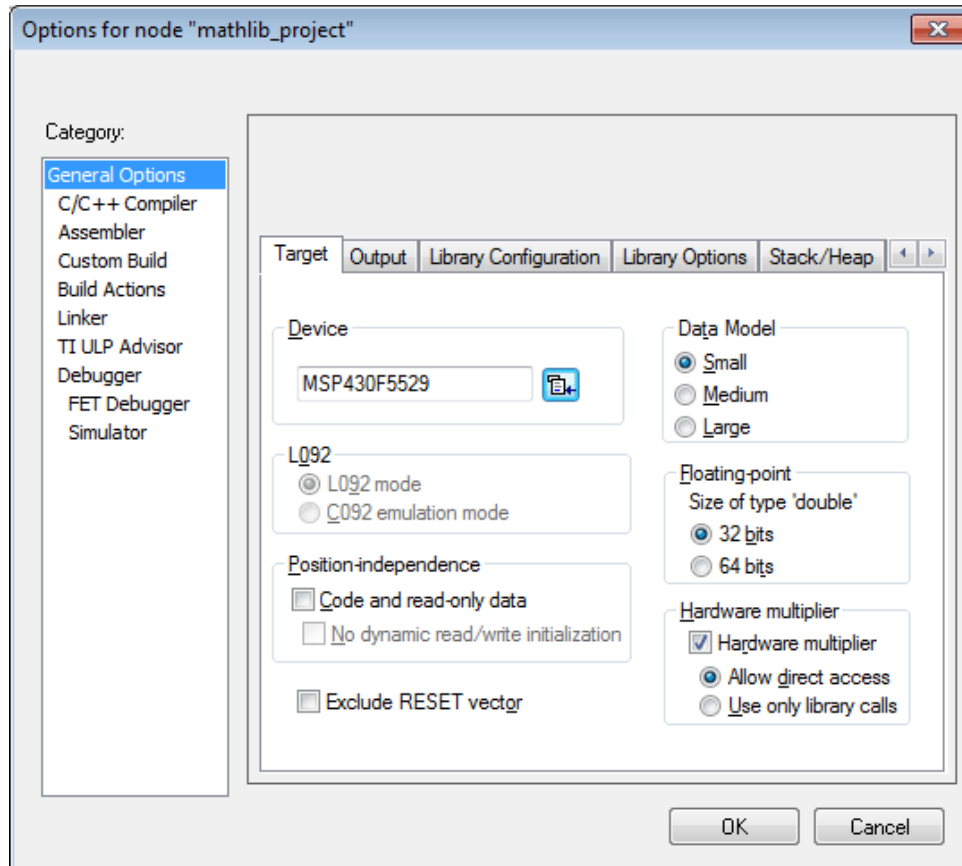 Options for node "mathlib_project"
Category:
General Options
C/C++ Compiler
Assembler
Custom Build
Build Actions
Linker
TI ULP Advisor
Debugger
FET Debugger
Simulator
Target Output Library Configuration Library Options Stack/Heap
Device
MSP430F5529
L092
L092 mode
C092 emulation mode
Position-independence
Code and read-only data
No dynamic read/write initialization
Exclude RESET vector
Data Model
Small
Medium
Large
Floating-point
Size of type 'double'
32 bits
64 bits
Hardware multiplier
Hardware multiplier
Allow direct access
Use only library calls
OK Cancel